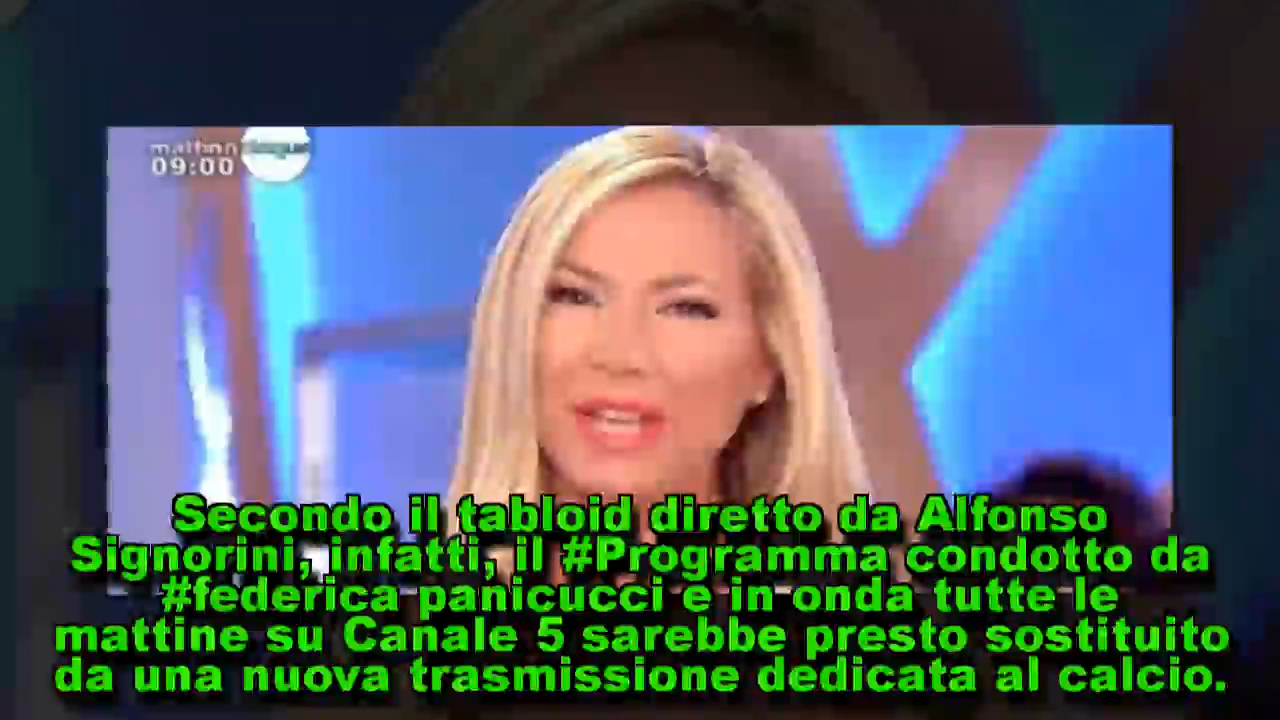 09:00
Secondo il tabloid diretto da Alfonso
Signorini, infatti, il #Programma condotto da
#federica panicucci e in onda tutte le
mattine su Canale 5 sarebbe presto sostituito
da una nuova trasmissione dedicata al calcio.